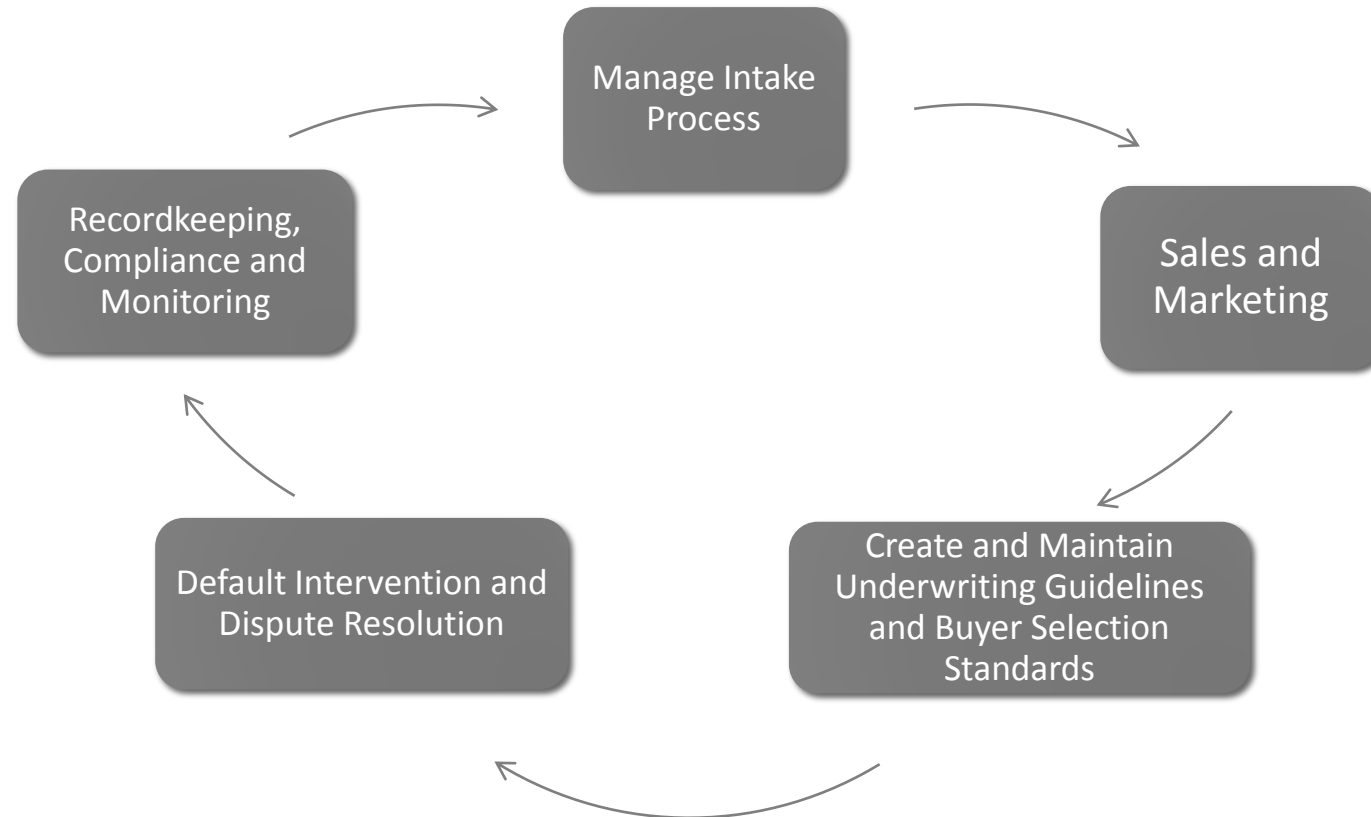 Manage Intake
Process
Sales and
Marketing
Create and Maintain
Underwriting Guidelines
and Buyer Selection
Standards
Default Intervention and
Dispute Resolution
Recordkeeping,
Compliance and
Monitoring